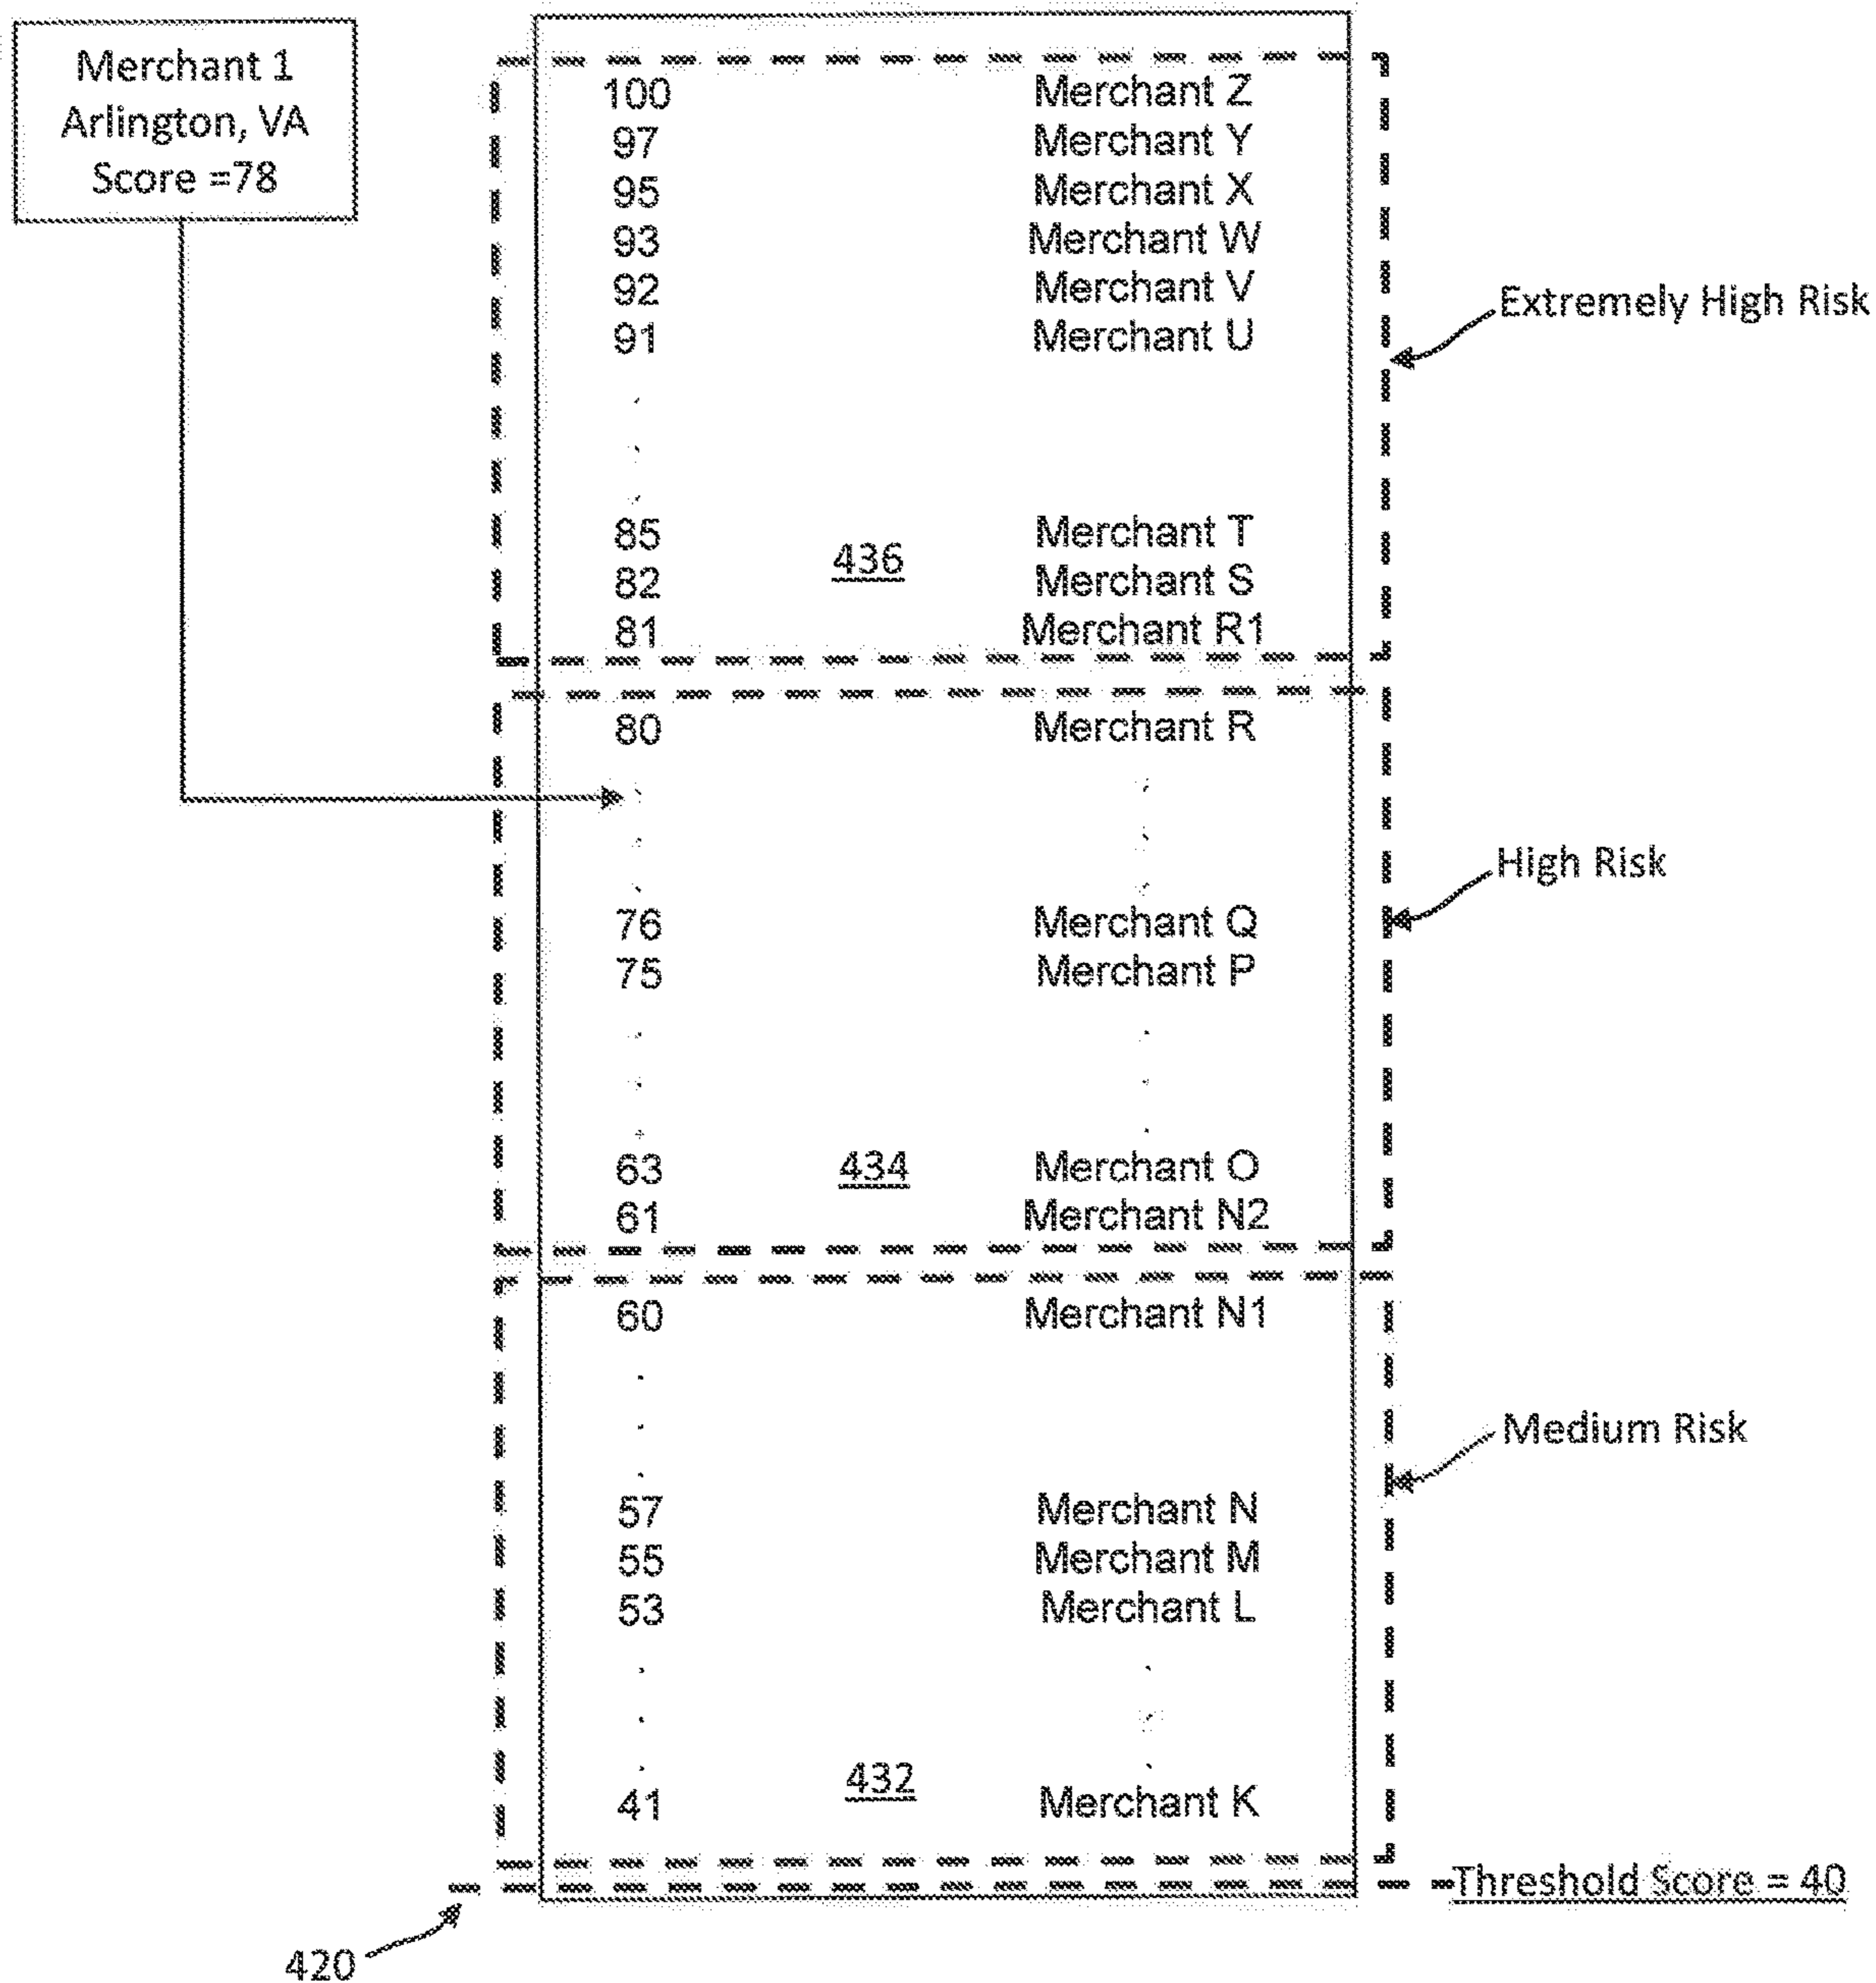 Merchant 1
Arlington, VA
Score =78
100 Merchant Z
97 Merchant Y
95 Merchant X
93 Merchant W
92 Merchant V
91 Merchant U
Extremely High Risk
85 Merchant T
436
82 Merchant S
81 Merchant R1
80 Merchant R
High Risk
76 Merchant Q
75 Merchant P
63 434 Merchant O
61 Merchant N2
60 Merchant N1
Medium Risk
57 Merchant N
55 Merchant M
53 Merchant L
432
41 Merchant K
Threshold Score = 40
420